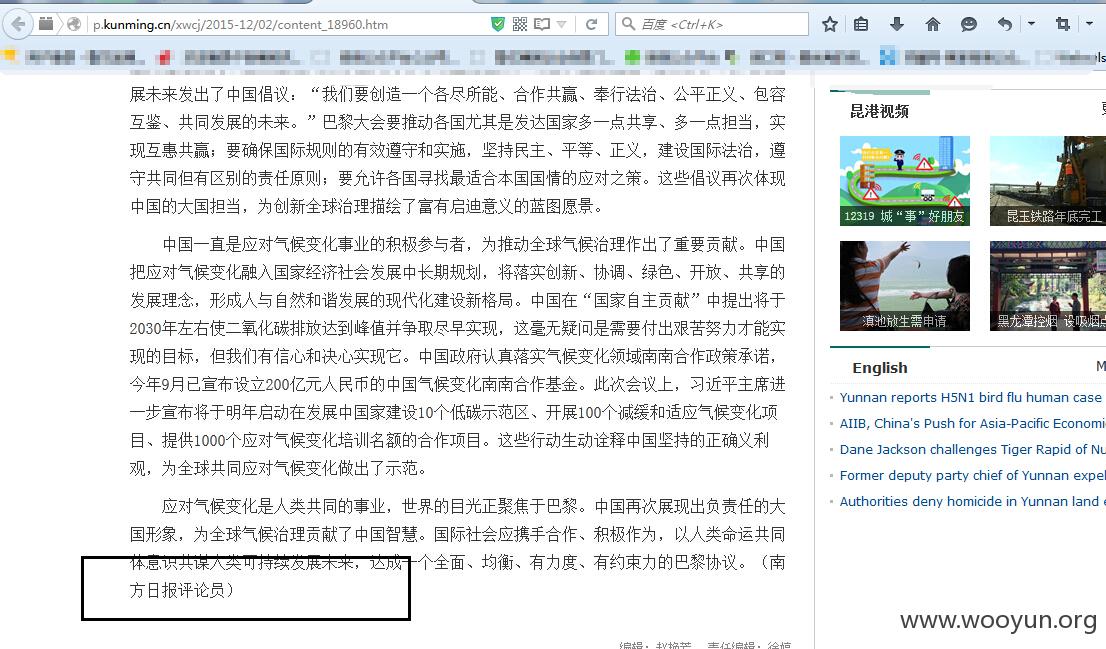 p.kunming.cn/xwcj/2015-12/02/content_18960.htm
百度 <Ctrl+K>
展未来发出了中国倡议：“我们要创造一个各尽所能、合作共赢、奉行法治、公平正义、包容
互鉴、共同发展的未来。”巴黎大会要推动各国尤其是发达国家多一点共享、多一点担当，实
现互惠共赢；要确保国际规则的有效遵守和实施，坚持民主、平等、正义，建设国际法治，遵
守共同但有区别的责任原则；要允许各国寻找最适合本国国情的应对之策。这些倡议再次体现
中国的大国担当，为创新全球治理描绘了富有启迪意义的蓝图愿景。
中国一直是应对气候变化事业的积极参与者，为推动全球气候治理作出了重要贡献。中国
把应对气候变化融入国家经济社会发展中长期规划，将落实创新、协调、绿色、开放、共享的
发展理念，形成人与自然和谐发展的现代化建设新格局。中国在“国家自主贡献”中提出将于
2030年左右使二氧化碳排放达到峰值并争取尽早实现，这毫无疑问是需要付出艰苦努力才能实
现的目标，但我们有信心和决心实现它。中国政府认真落实气候变化领域南南合作政策承诺，
今年9月已宣布设立200亿元人民币的中国气候变化南南合作基金。此次会议上，习近平主席进
一步宣布将于明年启动在发展中国家建设10个低碳示范区、开展100个减缓和适应气候变化项
目、提供1000个应对气候变化培训名额的合作项目。这些行动生动诠释中国坚持的正确义利
观，为全球共同应对气候变化做出了示范。
应对气候变化是人类共同的事业，世界的目光正聚焦于巴黎。中国再次展现出负责任的大
国形象，为全球气候治理贡献了中国智慧。国际社会应携手合作、积极作为，以人类命运共同
体意识共谋人类可持续发展未来，达成一个全面、均衡、有力度、有约束力的巴黎协议。（南
方日报评论员）
昆港视频
12319 城“事”好朋友
昆玉铁路年底完工
滇池放生需申请
黑龙潭控烟 设吸烟点
English
M
Yunnan reports H5N1 bird flu human case
AIIB, China's Push for Asia-Pacific Economi
Dane Jackson challenges Tiger Rapid of Nu
Former deputy party chief of Yunnan expel
Authorities deny homicide in Yunnan land e
www.wooyun.org